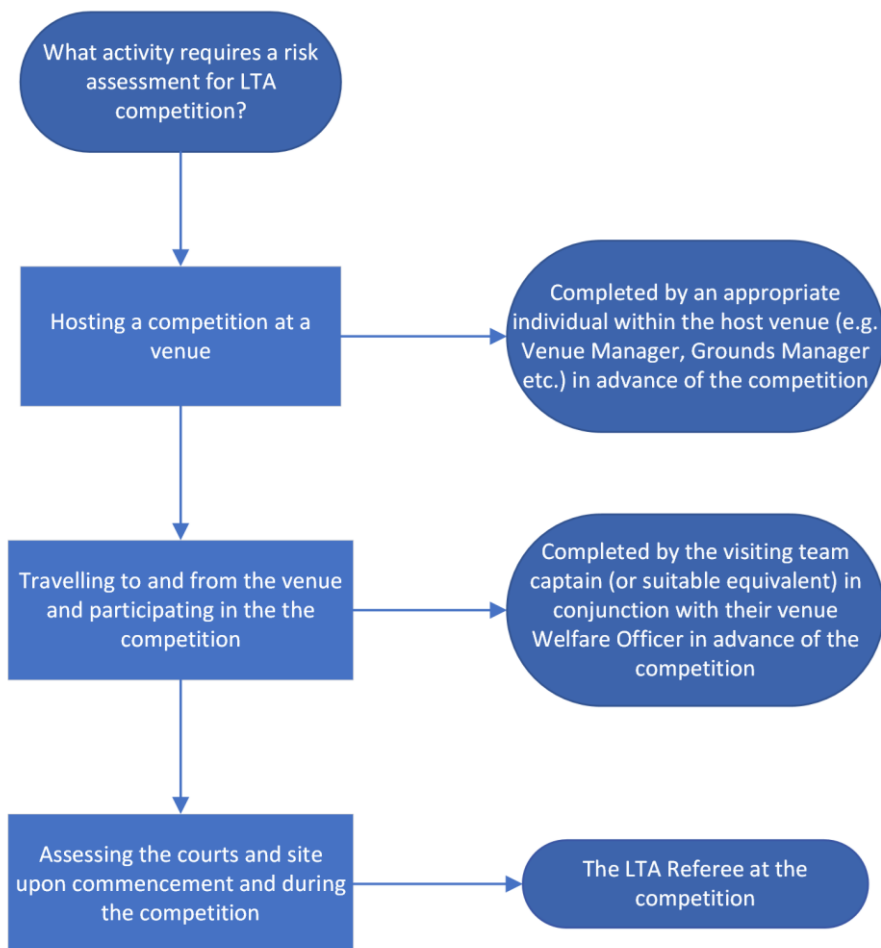 What activity requires a risk
assessment for LTA
competition?
Hosting a competition at a
venue
Completed by an appropriate
individual within the host venue (e.g.
Venue Manager, Grounds Manager
etc.) in advance of the competition
Travelling to and from the venue
and participating in the the
competition
Completed by the visiting team
captain (or suitable equivalent) in
conjunction with their venue
Welfare Officer in advance of the
competition
Assessing the courts and site
upon commencement and during
the competition
The LTA Referee at the
competition